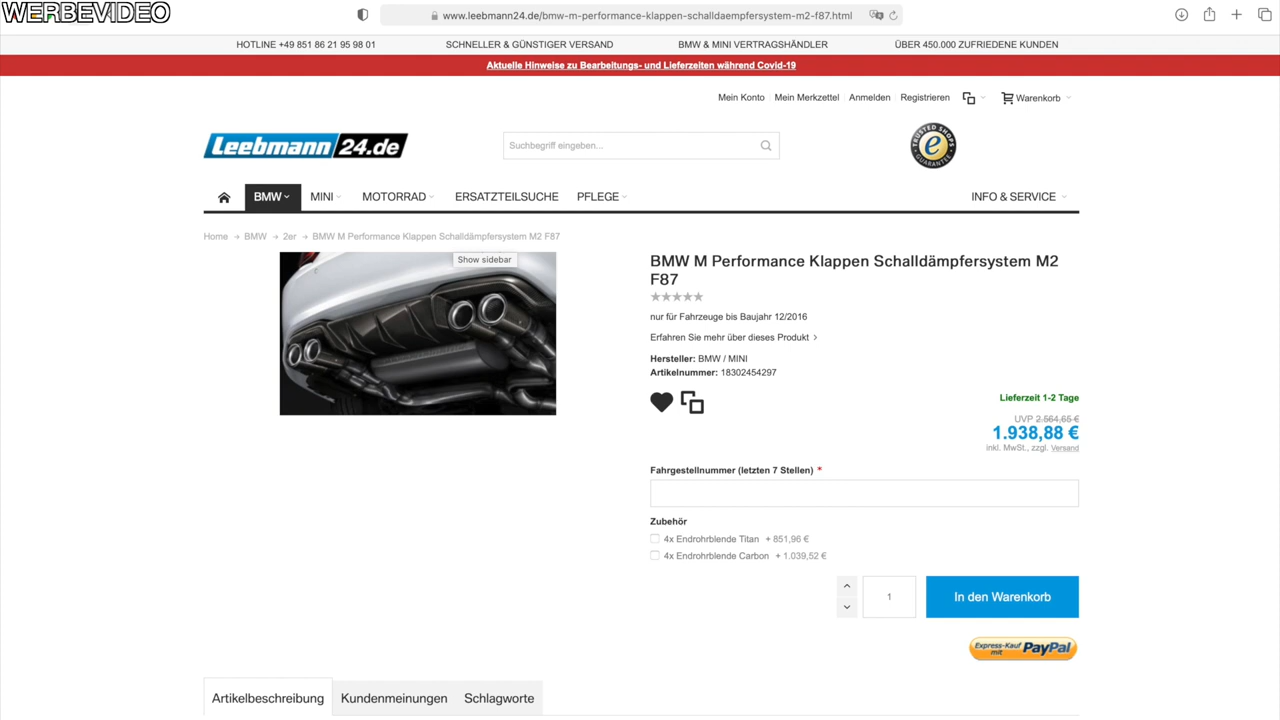 WERBEVIDEO
www.leebmann24.de/bmw-m-performance-klappen-schalldaempfersystem-m2-f87.html
HOTLINE +49 851 86 21 95 98 01
SCHNELLER & GÜNSTIGER VERSAND
BMW & MINI VERTRAGSHÄNDLER
ÜBER 450.000 ZUFRIEDENE KUNDEN
Aktuelle Hinweise zu Bearbeitungs- und Lieferzeiten während Covid-19
Mein Konto
Mein Merkzettel
Anmelden
Registrieren
Warenkorb
Leebmann 24.de
Suchbegriff eingeben...
TRUSTED SHOPS
e
GUARANTEE
BMW
MINI
MOTORRAD
ERSATZTEILSUCHE
PFLEGE
INFO & SERVICE
Home → BMW → 2er → BMW M Performance Klappen Schalldämpfersystem M2 F87
Show sidebar
BMW M Performance Klappen Schalldämpfersystem M2
F87
nur für Fahrzeuge bis Baujahr 12/2016
Erfahren Sie mehr über dieses Produkt
Hersteller: BMW / MINI
Artikelnummer: 18302454297
Lieferzeit 1-2 Tage
UVP 2.564,65 €
1.938,88 €
inkl. MwSt., zzgl. Versand
Fahrgestellnummer (letzten 7 Stellen) *
Zubehör
4x Endrohrblende Titan + 851,96 €
4x Endrohrblende Carbon + 1.039,52 €
1
In den Warenkorb
Express-Kauf
mit PayPal
Artikelbeschreibung
Kundenmeinungen
Schlagworte